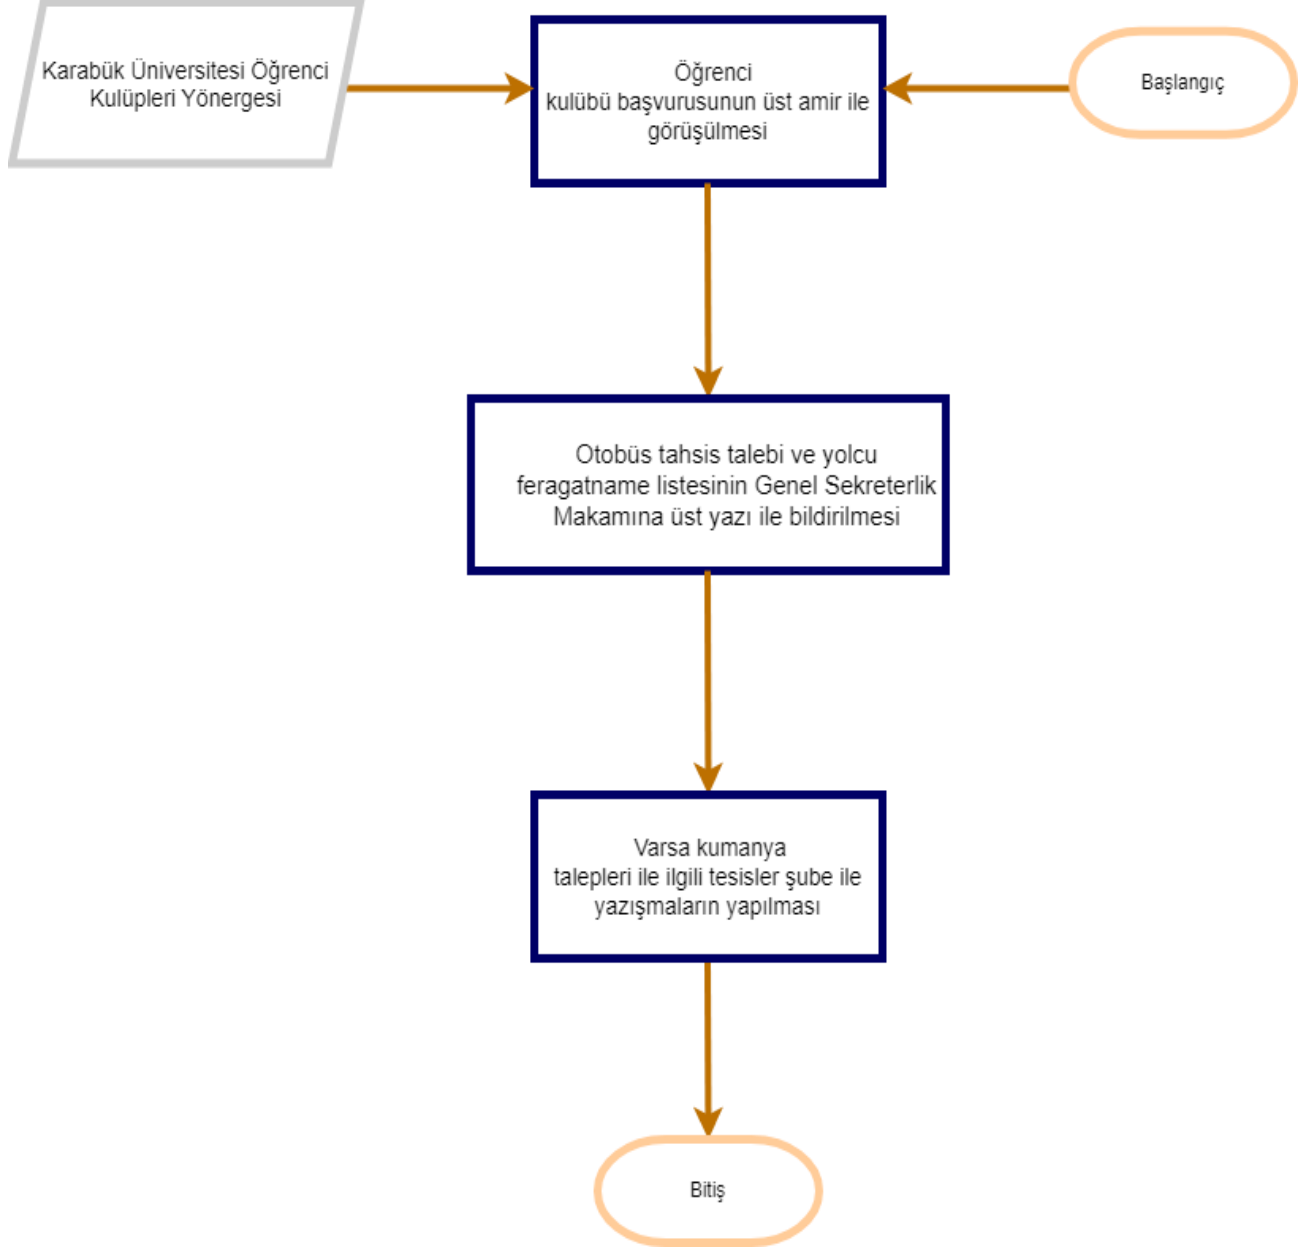 Karabük Üniversitesi Öğrenci
Kulüpleri Yönergesi
Öğrenci
kulübü başvurusunun üst amir ile
görüşülmesi
Başlangıç
Otobüs tahsis talebi ve yolcu
feragatname listesinin Genel Sekreterlik
Makamına üst yazı ile bildirilmesi
Varsa kumanya
talepleri ile ilgili tesisler şube ile
yazışmaların yapılması
Bitiş